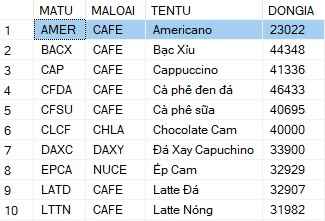 MATU MALOAI TENTU DONGIA
1 AMER CAFE Americano 23022
2 BACX CAFE Bạc Xỉu 44348
3 CAP CAFE Cappuccino 41336
4 CFDA CAFE Cà phê đen đá 46433
5 CFSU CAFE Cà phê sữa 40695
6 CLCF CHLA Chocolate Cam 40000
7 DAXC DAXY Đá Xay Capuchino 33900
8 EPCA NUCE Ép Cam 32929
9 LATD CAFE Latte Đá 32907
10 LTTN CAFE Latte Nóng 31982